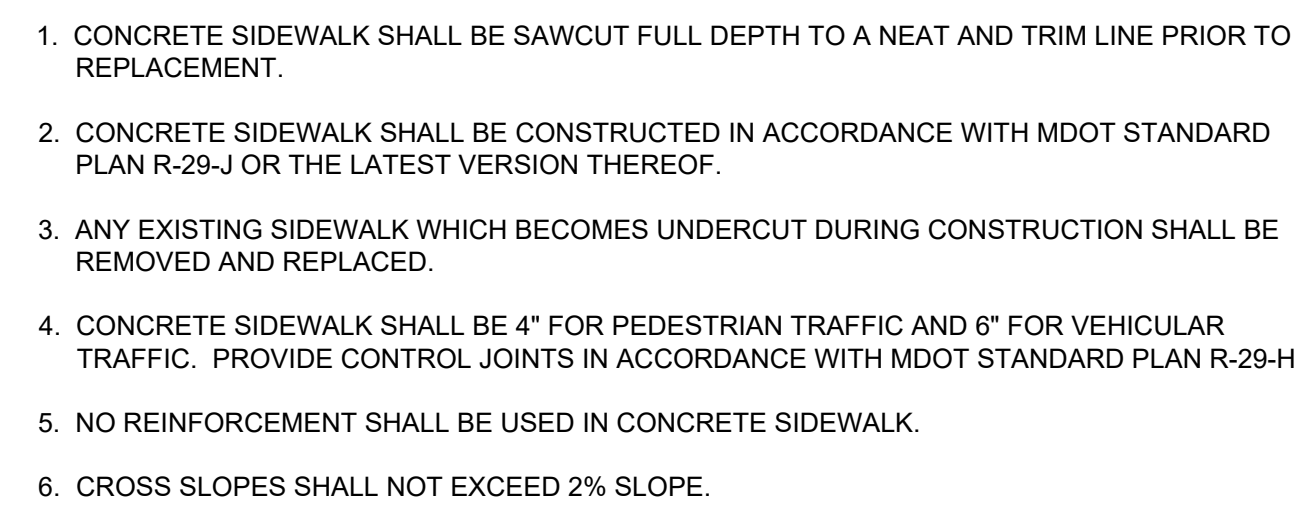 1. CONCRETE SIDEWALK SHALL BE SAWCUT FULL DEPTH TO A NEAT AND TRIM LINE PRIOR TO
REPLACEMENT.
2. CONCRETE SIDEWALK SHALL BE CONSTRUCTED IN ACCORDANCE WITH MDOT STANDARD
PLAN R-29-J OR THE LATEST VERSION THEREOF.
3. ANY EXISTING SIDEWALK WHICH BECOMES UNDERCUT DURING CONSTRUCTION SHALL BE
REMOVED AND REPLACED.
4. CONCRETE SIDEWALK SHALL BE 4" FOR PEDESTRIAN TRAFFIC AND 6" FOR VEHICULAR
TRAFFIC. PROVIDE CONTROL JOINTS IN ACCORDANCE WITH MDOT STANDARD PLAN R-29-H
5. NO REINFORCEMENT SHALL BE USED IN CONCRETE SIDEWALK.
6. CROSS SLOPES SHALL NOT EXCEED 2% SLOPE.